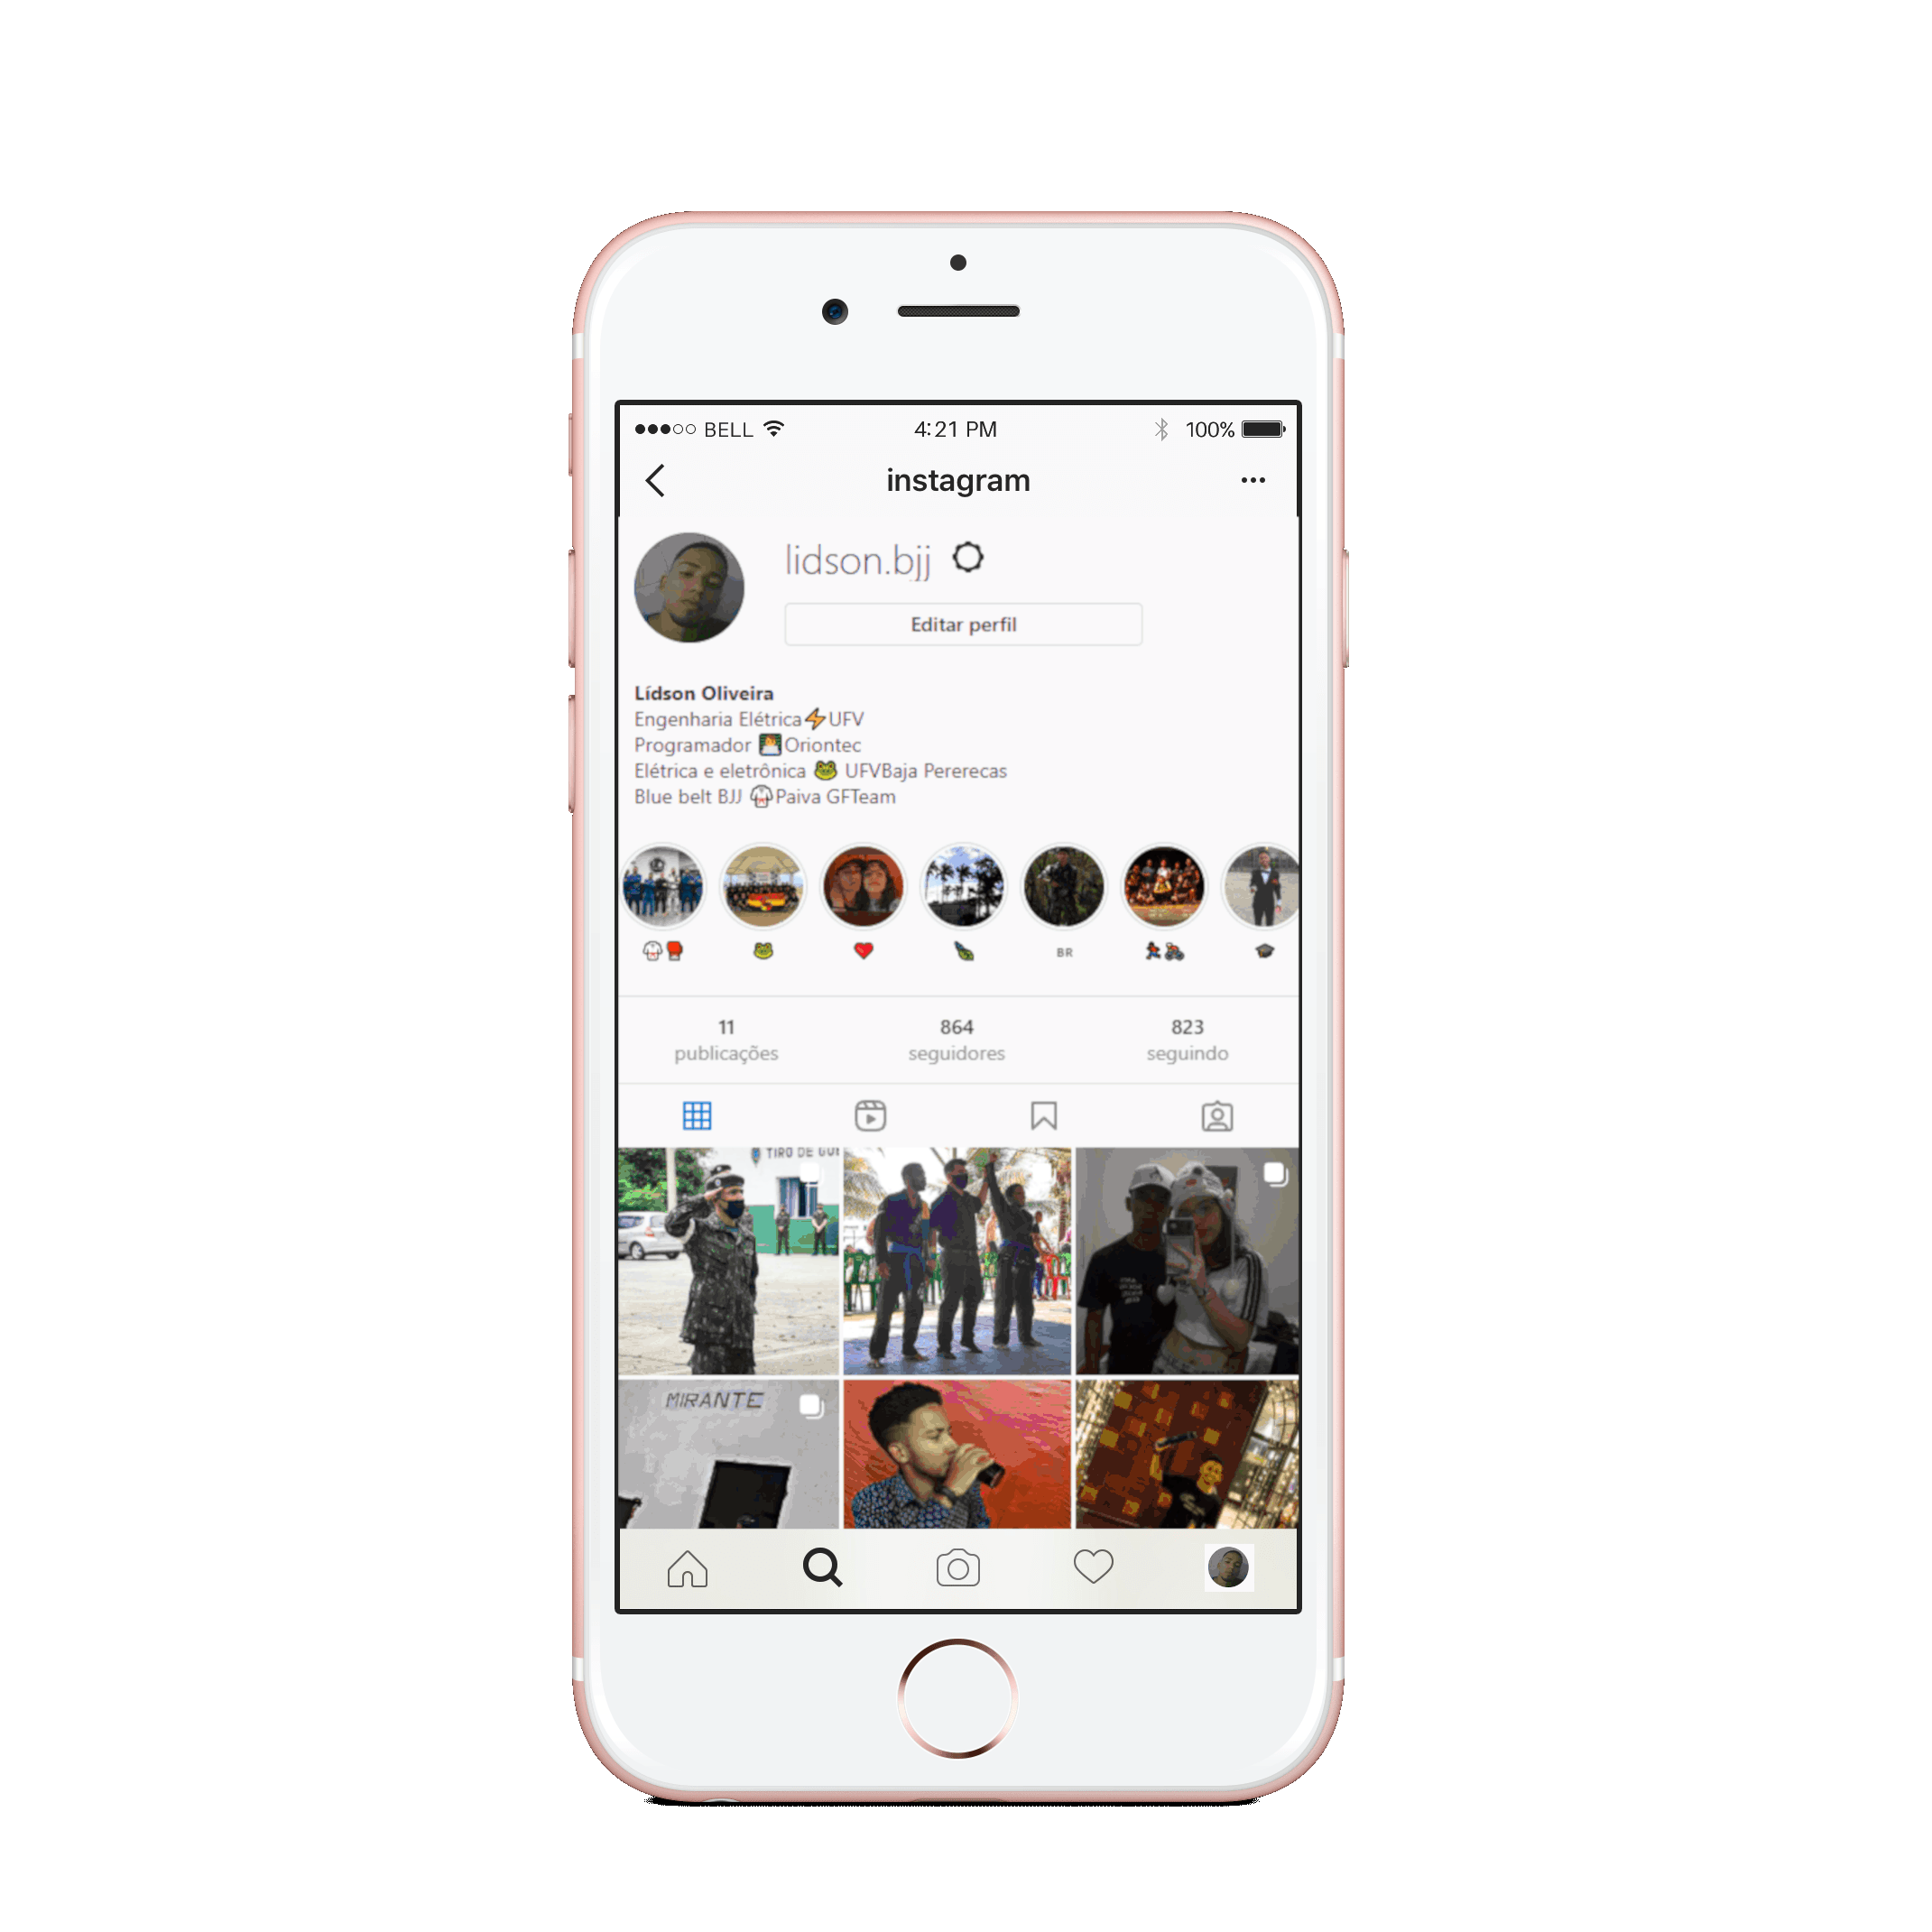 BELL 4:21 PM 100%
instagram
lidson.bjj
Editar perfil
Lídson Oliveira
Engenharia Elétrica⚡UFV
Programador 👨‍💻Oriontec
Elétrica e eletrônica 🐸 UFVBaja Pererecas
Blue belt BJJ 🥋Paiva GFTeam
BR
11 864 823
publicações seguidores seguindo
TIRO DE GUE
MIRANTE